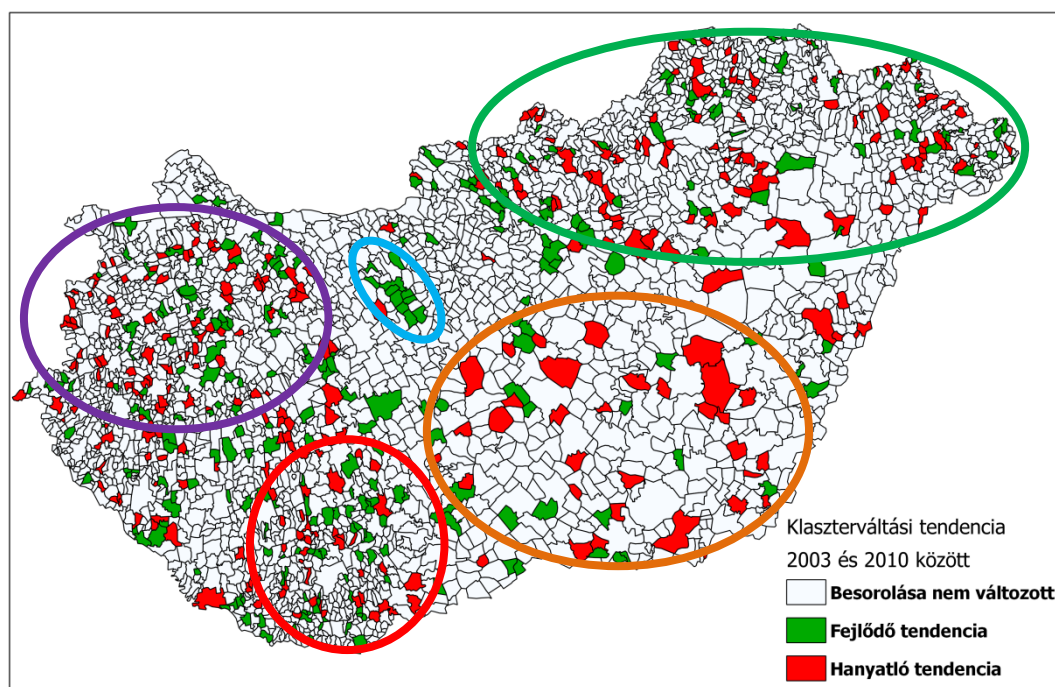 Klaszterváltási tendencia
2003 és 2010 között
Besorolása nem változott
Fejlődő tendencia
Hanyatló tendencia